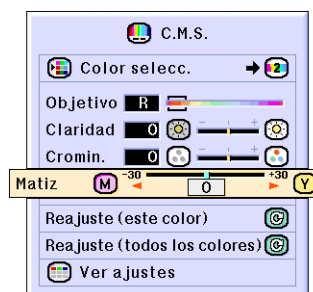 C.M.S.
Color selecc. 2
Objetivo R
Claridad 0 - +
Cromin. 0 - +
Matiz M -30 0 +30 Y
Reajuste (este color)
Reajuste (todos los colores)
Ver ajustes